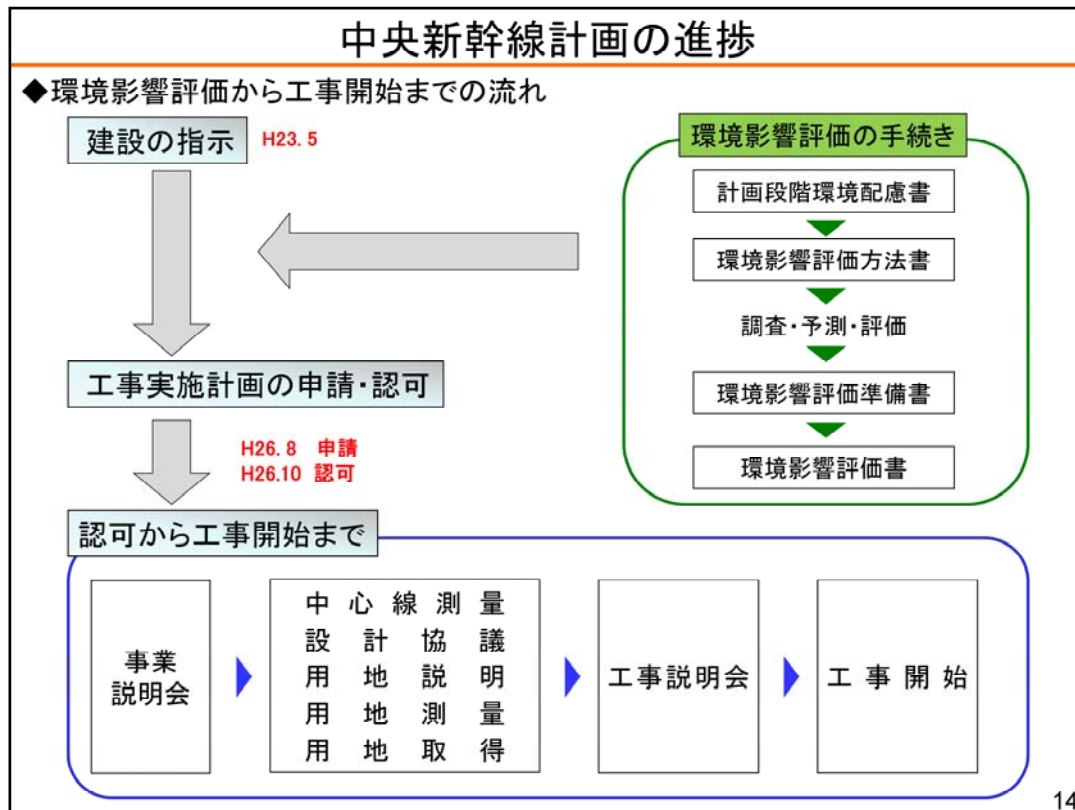 中央新幹線計画の進捗
◆環境影響評価から工事開始までの流れ
建設の指示 H23.5
工事実施計画の申請・認可
H26.8 申請
H26.10 認可
環境影響評価の手続き
計画段階環境配慮書
環境影響評価方法書
調査・予測・評価
環境影響評価準備書
環境影響評価書
認可から工事開始まで
事業
説明会
中心線測量
設計協議
用地説明
用地測量
用地取得
工事説明会
工事開始
14